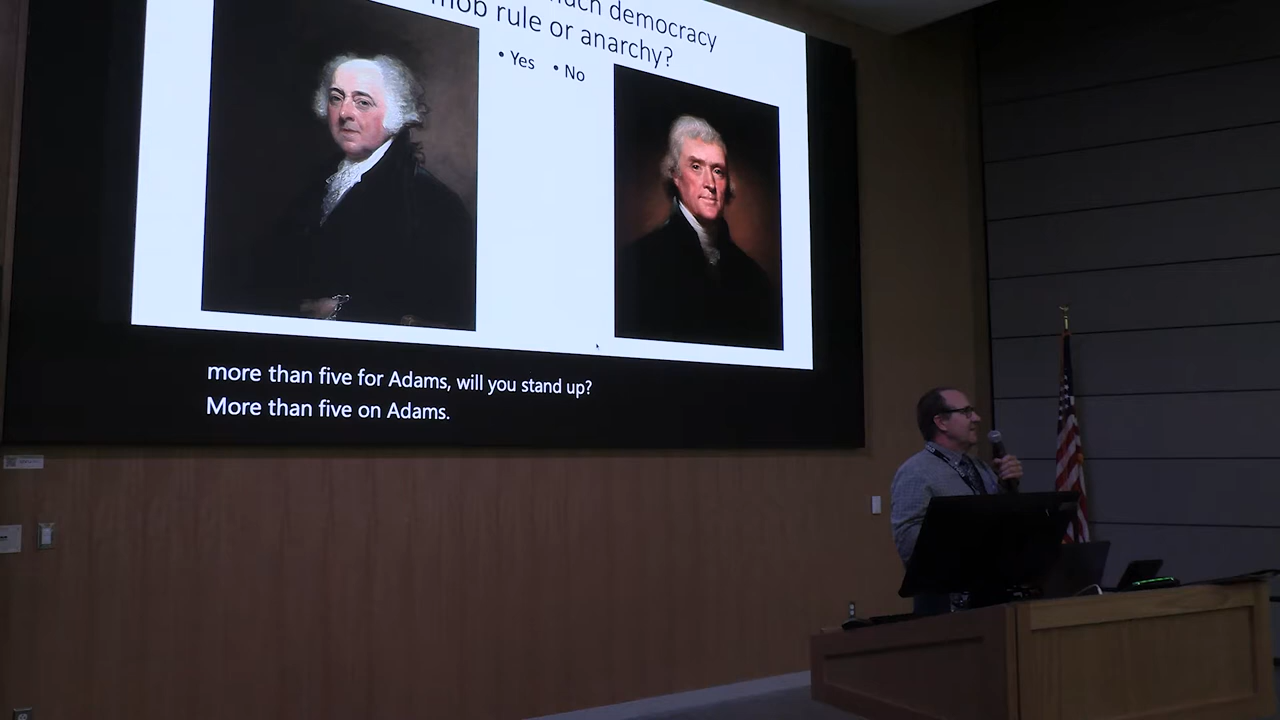 much democracy
mob rule or anarchy?
• Yes • No
more than five for Adams, will you stand up?
More than five on Adams.